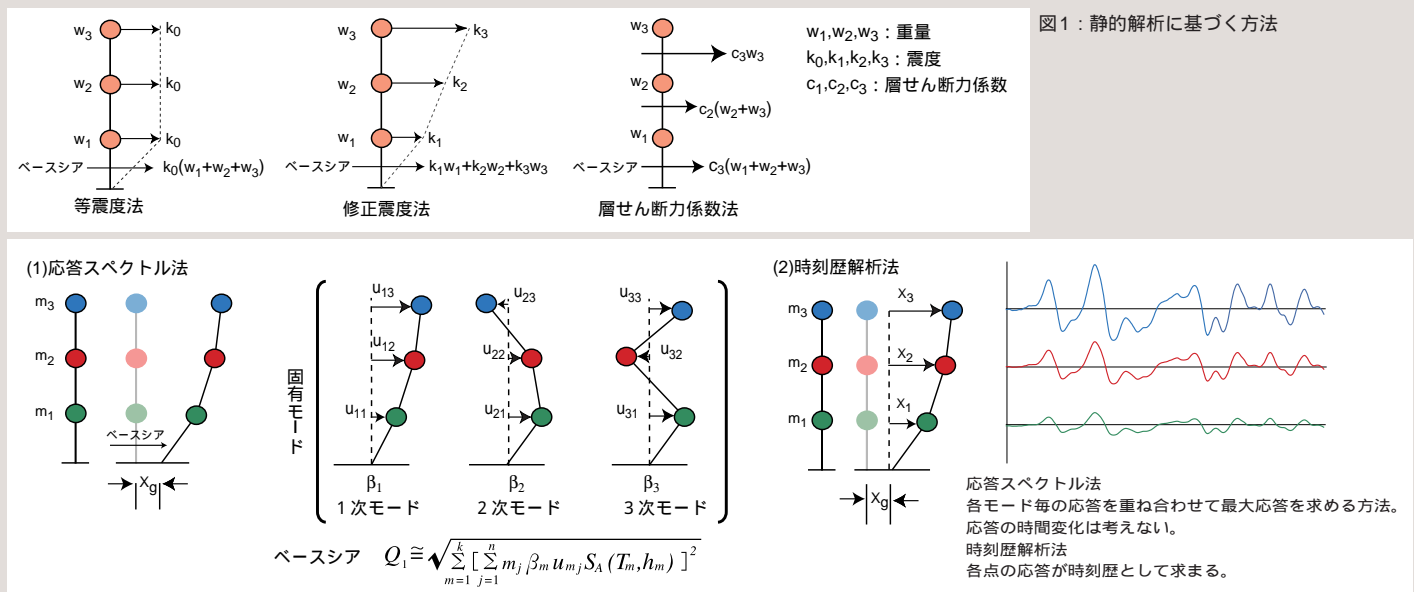 図1：静的解析に基づく方法
w₃
k₀
w₂
k₀
w₁
k₀
ベースシア
k₀(w₁+w₂+w₃)
等震度法
w₃
k₃
w₂
k₂
w₁
k₁
ベースシア
k₁w₁+k₂w₂+k₃w₃
修正震度法
w₃
c₃w₃
w₂
c₂(w₂+w₃)
w₁
ベースシア
c₃(w₁+w₂+w₃)
層せん断力係数法
w₁,w₂,w₃：重量
k₀,k₁,k₂,k₃：震度
c₁,c₂,c₃：層せん断力係数
(1)応答スペクトル法
m₃
m₂
m₁
ベースシア
X_g
固有モード
u₁₃
u₁₂
u₁₁
β₁
1次モード
u₂₃
u₂₂
u₂₁
β₂
2次モード
u₃₃
u₃₂
u₃₁
β₃
3次モード
ベースシア Q₁≅√∑_{m=1}^{k}[∑_{j=1}^{n}m_jβ_mu_{mj}S_A(T_m,h_m)]²
(2)時刻歴解析法
m₃
m₂
m₁
X₃
X₂
X₁
X_g
応答スペクトル法
各モード毎の応答を重ね合わせて最大応答を求める方法。
応答の時間変化は考えない。
時刻歴解析法
各点の応答が時刻歴として求まる。